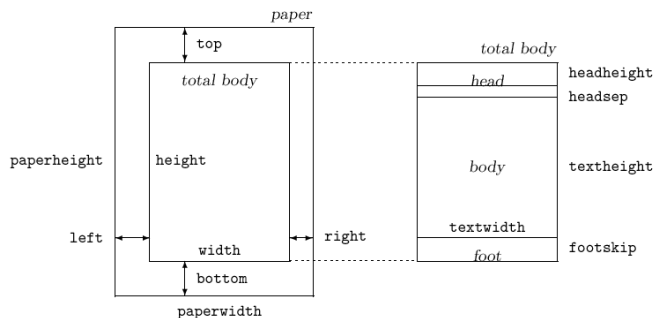 paper
top
total body
total body
headheight
head
headsep
paperheight
height
body
textheight
left
right
textwidth
width
footskip
foot
bottom
paperwidth